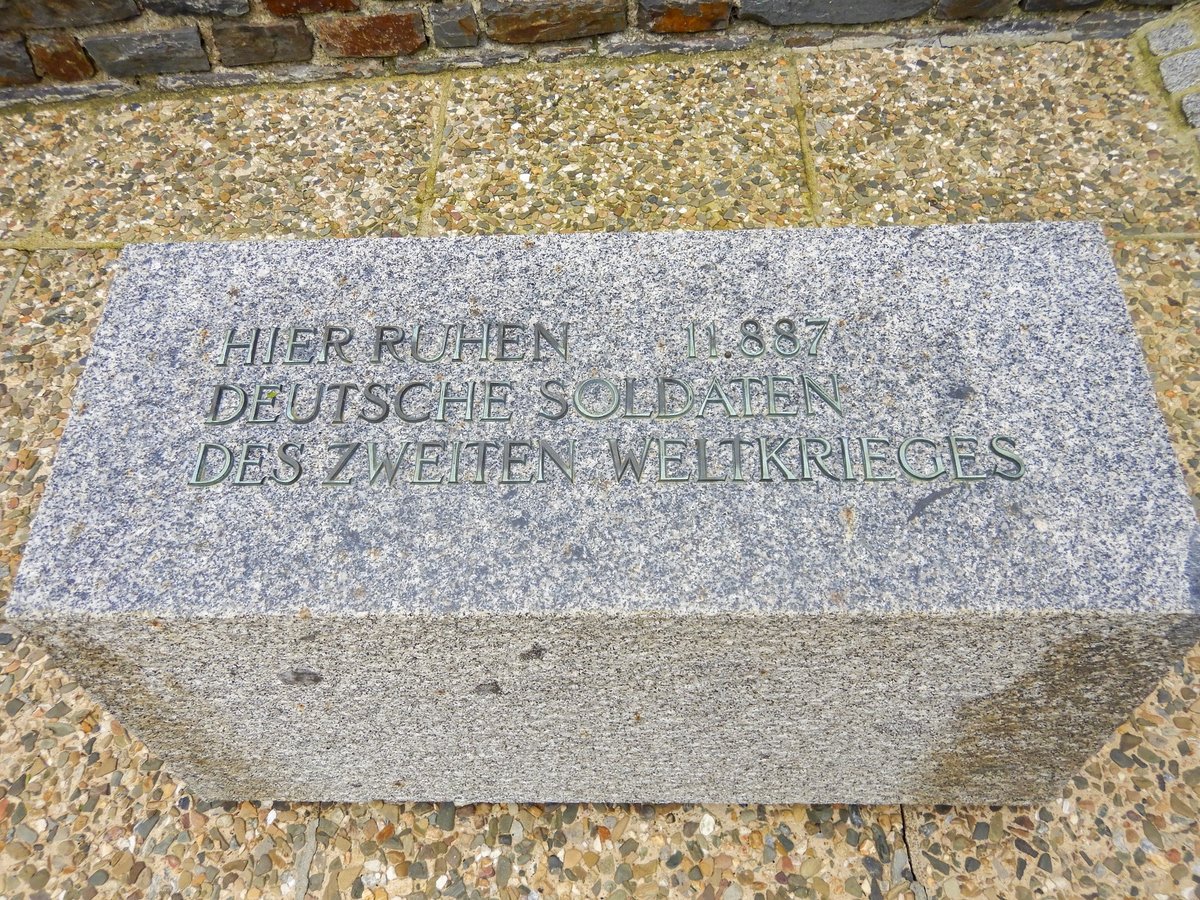 HIER RUHEN 11.887
DEUTSCHE SOLDATEN
DES ZWEITEN WELTKRIEGES